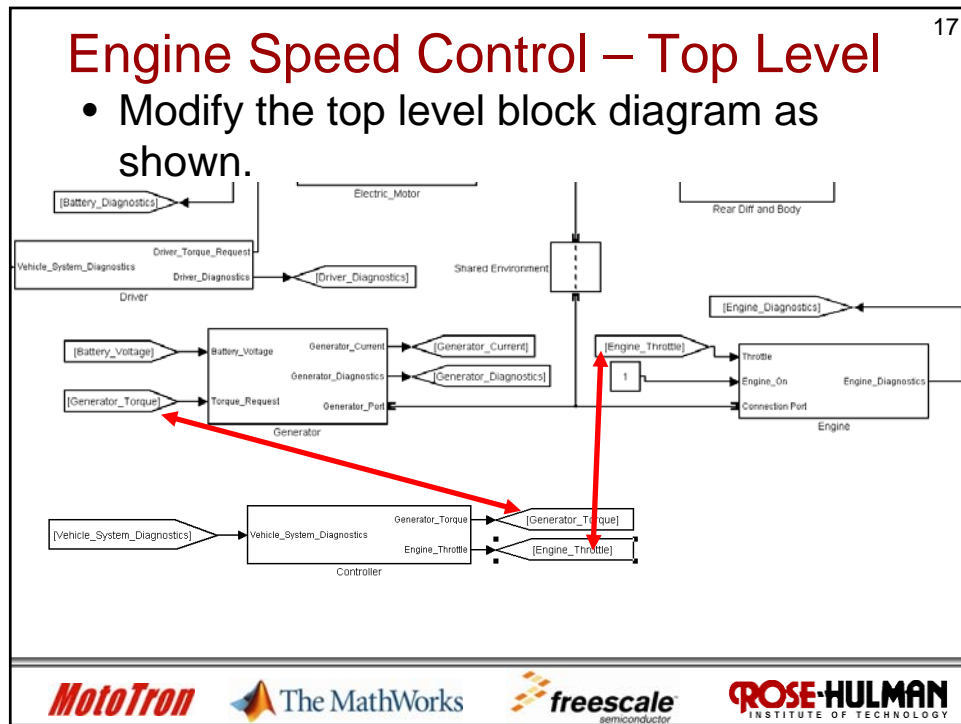 17
Engine Speed Control – Top Level
• Modify the top level block diagram as
shown.
Electric_Motor
[Battery_Diagnostics]
Rear Diff and Body
Driver_Torque_Request
Vehicle_System_Diagnostics
Driver_Diagnostics
[Driver_Diagnostics]
Driver
Shared Environment
[Engine_Diagnostics]
[Battery_Voltage]
Battery_Voltage
Generator_Current
[Generator_Current]
[Engine_Throttle]
Throttle
Generator_Diagnostics
[Generator_Diagnostics]
1
Engine_On
Engine_Diagnostics
[Generator_Torque]
Torque_Request
Generator_Port
Connection Port
Generator
Engine
Generator_Torque
[Generator_Torque]
[Vehicle_System_Diagnostics]
Vehicle_System_Diagnostics
Engine_Throttle
[Engine_Throttle]
Controller
MotoTron
The MathWorks
freescale
semiconductor
ROSE-HULMAN
INSTITUTE OF TECHNOLOGY